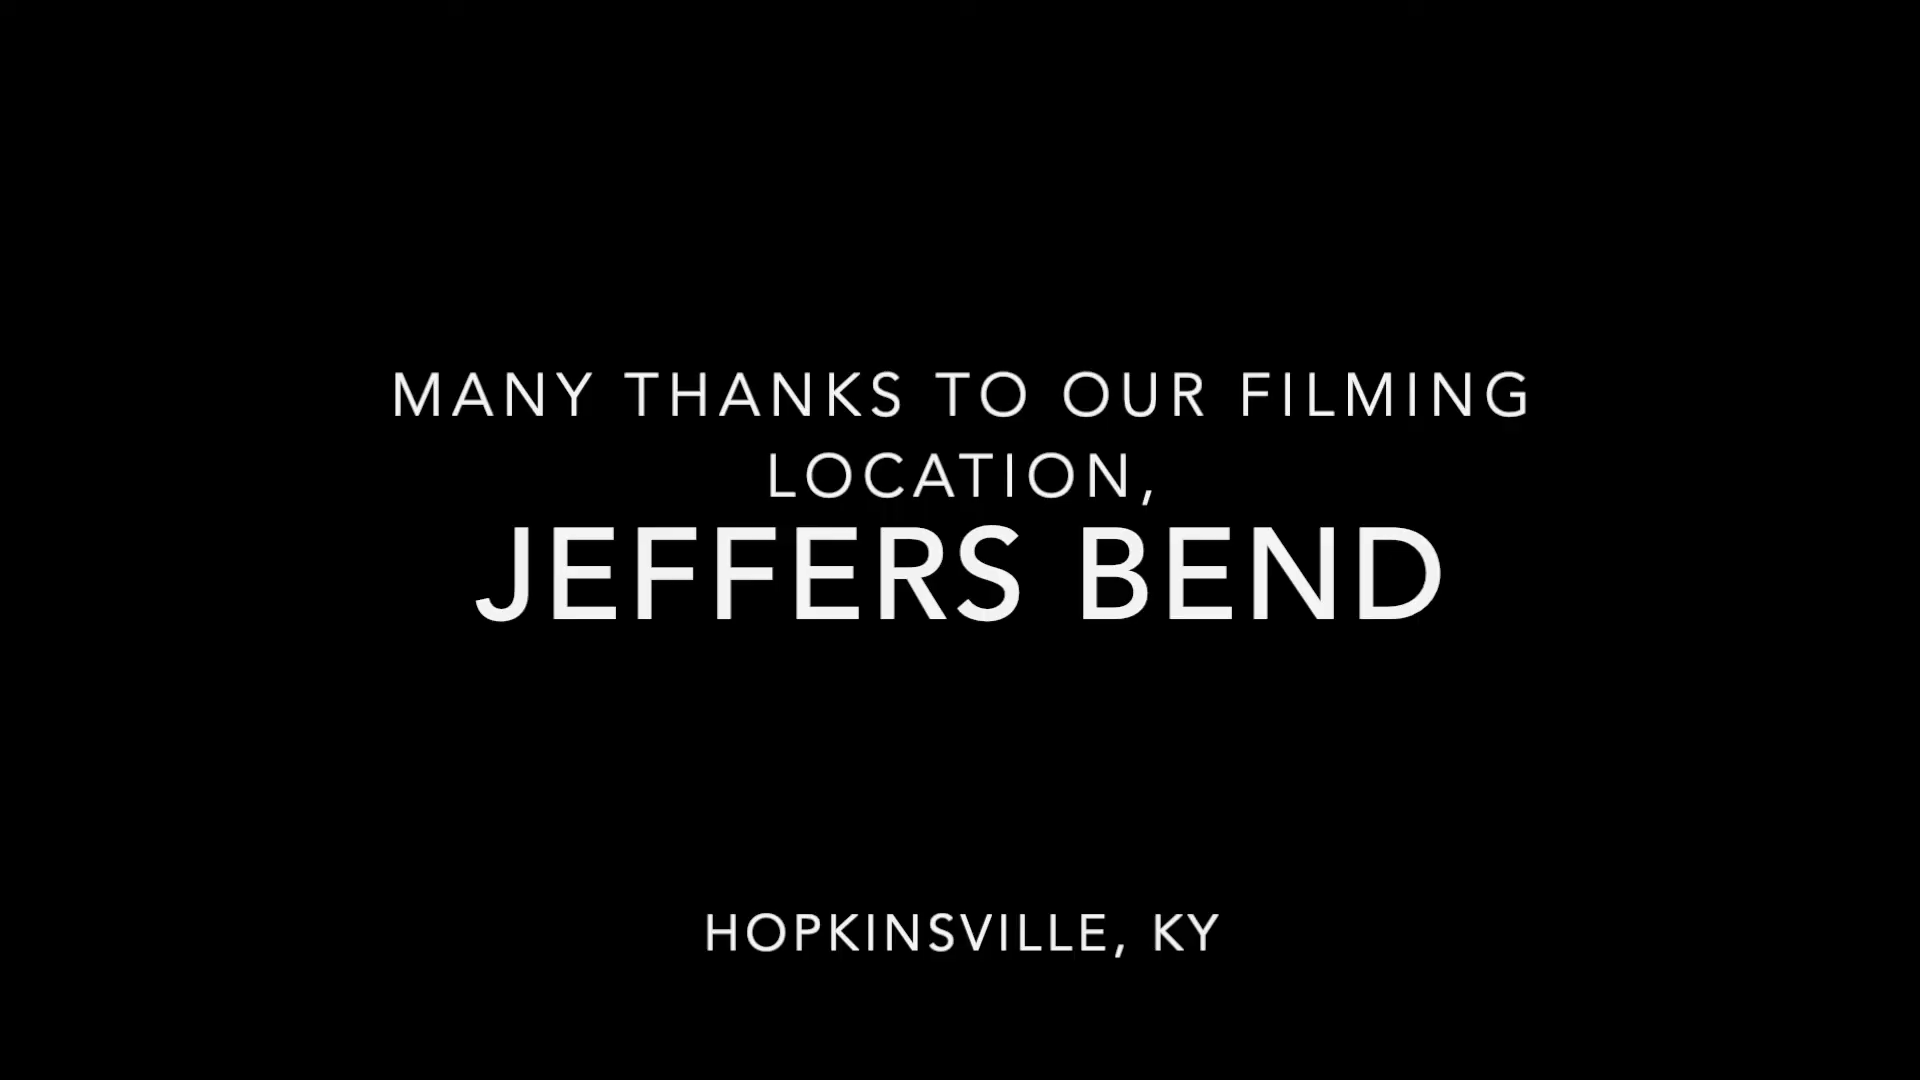 MANY THANKS TO OUR FILMING
LOCATION,
JEFFERS BEND
HOPKINSVILLE, KY